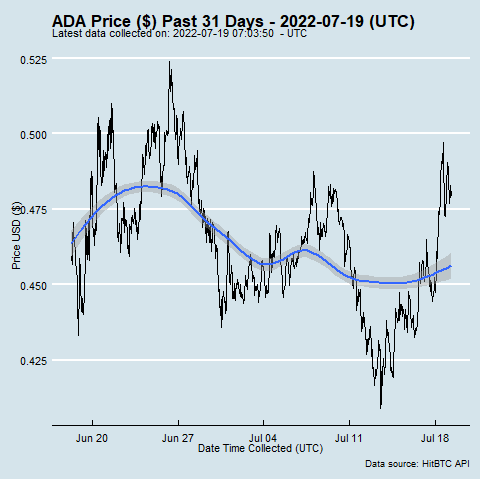 ADA Price ($) Past 31 Days - 2022-07-19 (UTC)
Latest data collected on: 2022-07-19 07:03:50  - UTC
0.525
0.500
0.475
0.450
0.425
Price USD ($)
Jun 20
Jun 27
Jul 04
Jul 11
Jul 18
Date Time Collected (UTC)
Data source: HitBTC API